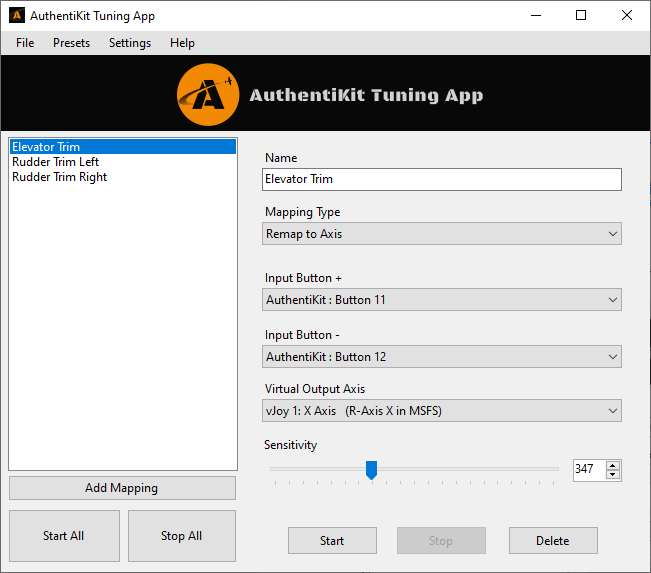 AuthentiKit Tuning App
File Presets Settings Help
AuthentiKit Tuning App
Elevator Trim
Rudder Trim Left
Rudder Trim Right
Add Mapping
Start All
Stop All
Name
Elevator Trim
Mapping Type
Remap to Axis
Input Button +
AuthentiKit : Button 11
Input Button -
AuthentiKit : Button 12
Virtual Output Axis
vJoy 1: X Axis (R-Axis X in MSFS)
Sensitivity
347
Start
Stop
Delete